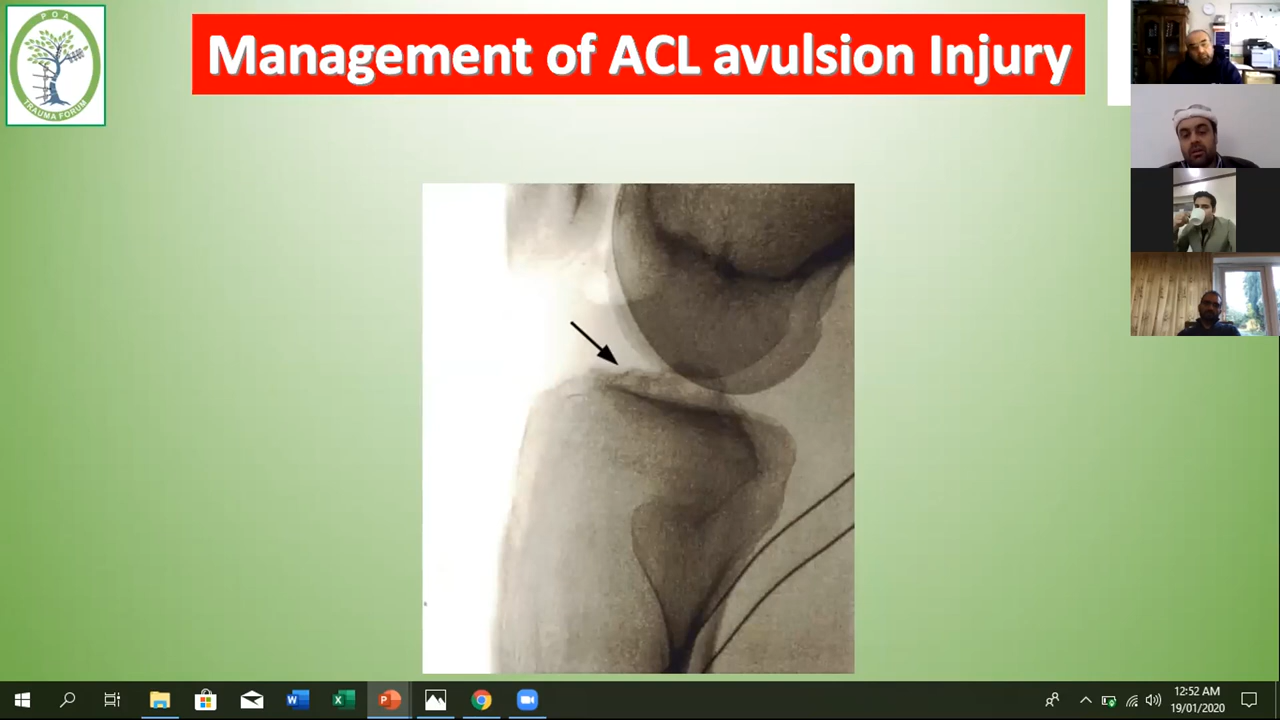 P O A
TRAUMA FORUM
Management of ACL avulsion Injury
12:52 AM
19/01/2020